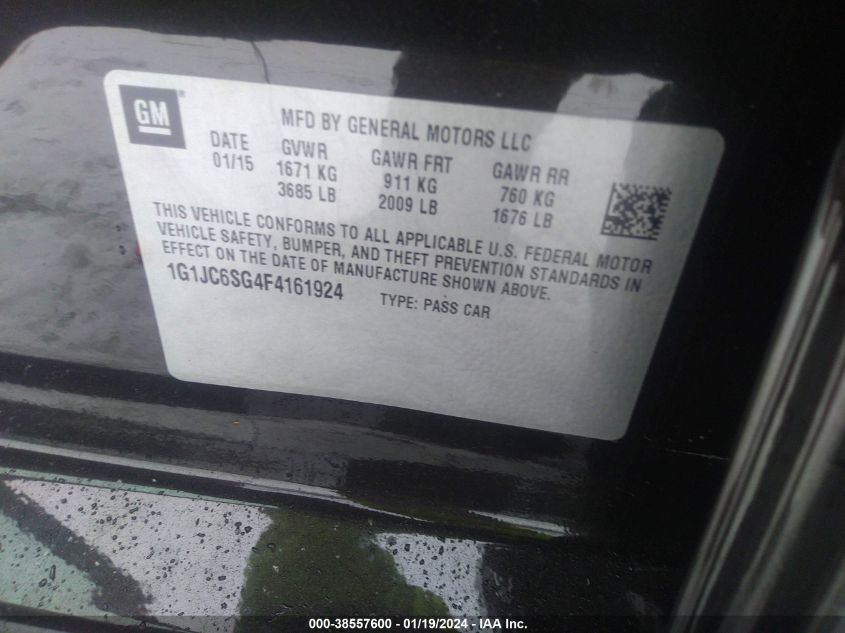 GM ®
MFD BY GENERAL MOTORS LLC
DATE GVWR GAWR FRT GAWR RR
01/15 1671 KG 911 KG 760 KG
3685 LB 2009 LB 1676 LB
THIS VEHICLE CONFORMS TO ALL APPLICABLE U.S. FEDERAL MOTOR
VEHICLE SAFETY, BUMPER, AND THEFT PREVENTION STANDARDS IN
EFFECT ON THE DATE OF MANUFACTURE SHOWN ABOVE.
1G1JC6SG4F4161924 TYPE: PASS CAR
000-38557600 - 01/19/2024 - IAA Inc.